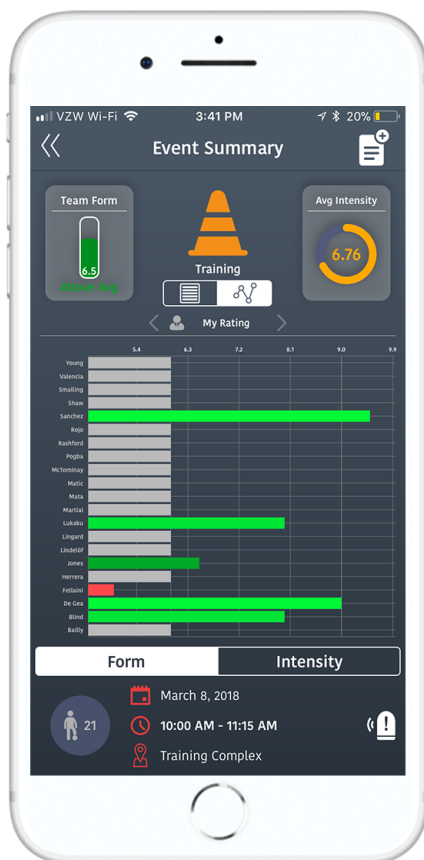 VZW Wi-Fi 3:41 PM 20%
Event Summary
Team Form
6.5
Training
Avg Intensity
6.76
My Rating
5.4 6.3 7.2 8.1 9.0 9.9
Young
Valencia
Smalling
Shaw
Sanchez
Rojo
Rashford
Pogba
McTominay
Matic
Mata
Martial
Lukaku
Lingard
Lindelöf
Jones
Herrera
Fellaini
De Gea
Blind
Bailly
Form Intensity
21
March 8, 2018
10:00 AM - 11:15 AM
Training Complex